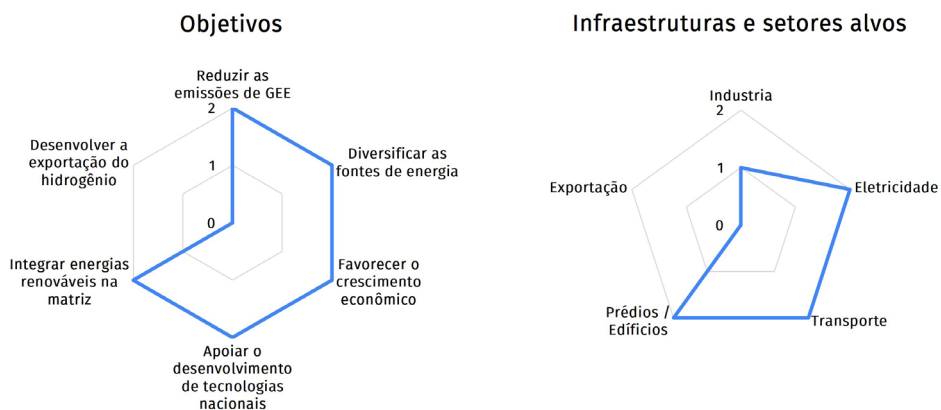 Objetivos
Reduzir as
emissões de GEE
2
Desenvolver a
exportação do
hidrogênio
Diversificar as
fontes de energia
1
0
Integrar energias
renováveis na
matriz
Favorecer o
crescimento
econômico
Apoiar o
desenvolvimento
de tecnologias
nacionais
Infraestruturas e setores alvos
Industria
2
1
Exportação
Eletricidade
0
Prédios /
Edíficios
Transporte